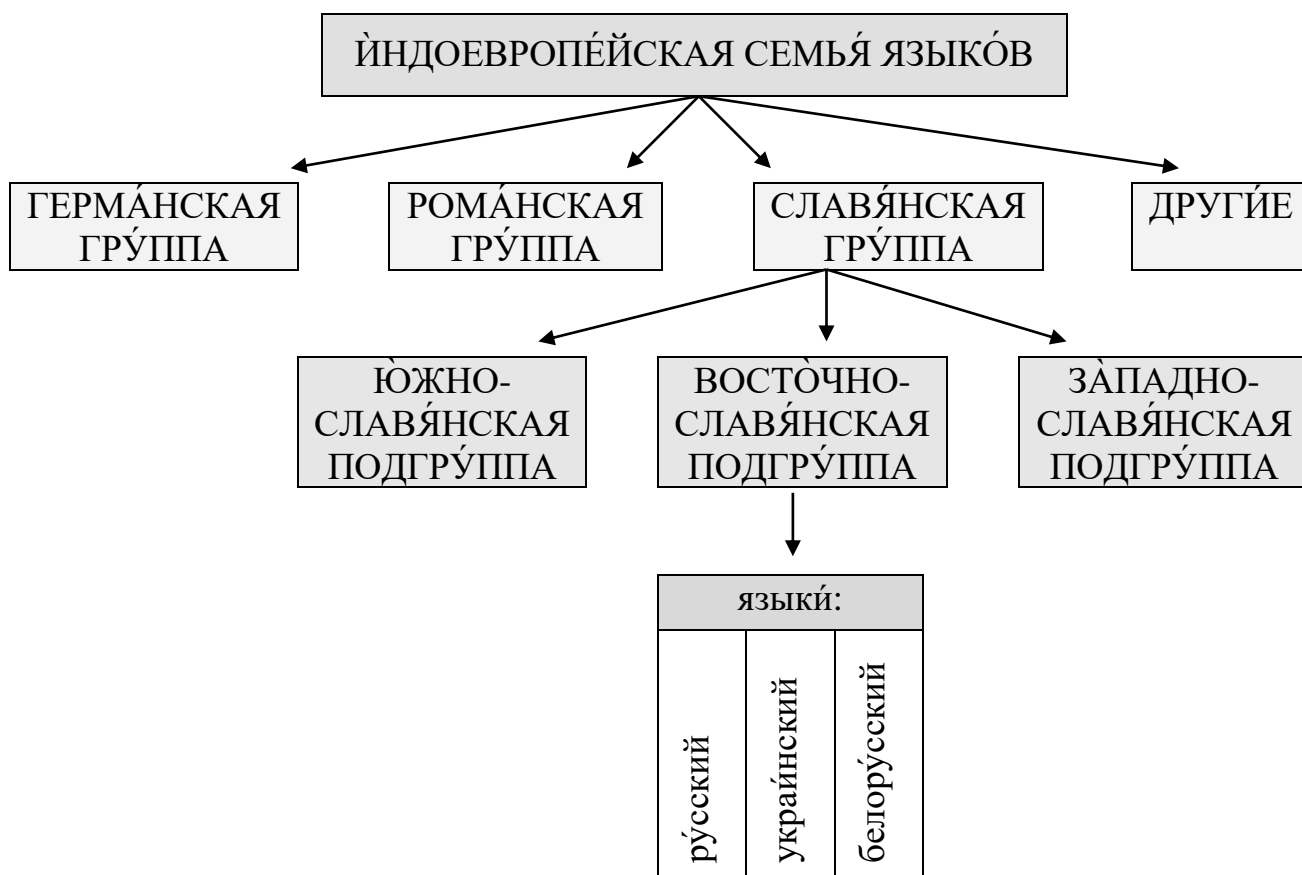 ѝНДОЕВРОПЕ́ЙСКАЯ СЕМЬЯ́ ЯЗЫКО́В
ГЕРМА́НСКАЯ
ГРУ́ППА
РОМА́НСКАЯ
ГРУ́ППА
СЛАВЯ́НСКАЯ
ГРУ́ППА
ДРУГИ́Е
Ю̀ЖНО-
СЛАВЯ́НСКАЯ
ПОДГРУ́ППА
ВОСТО̀ЧНО-
СЛАВЯ́НСКАЯ
ПОДГРУ́ППА
ЗА̀ПАДНО-
СЛАВЯ́НСКАЯ
ПОДГРУ́ППА
языки́:
ру́сский
украи́нский
белору́сский